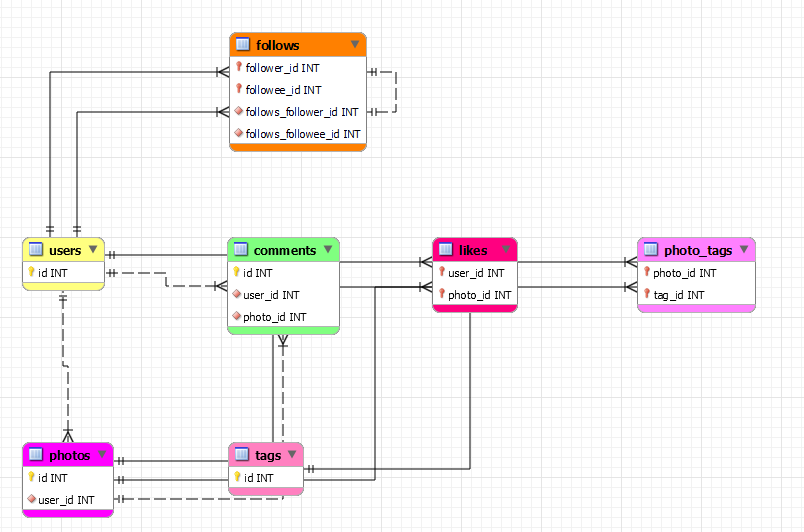 follows
follower_id INT
followee_id INT
follows_follower_id INT
follows_followee_id INT
users
id INT
comments
id INT
user_id INT
photo_id INT
likes
user_id INT
photo_id INT
photo_tags
photo_id INT
tag_id INT
photos
id INT
user_id INT
tags
id INT